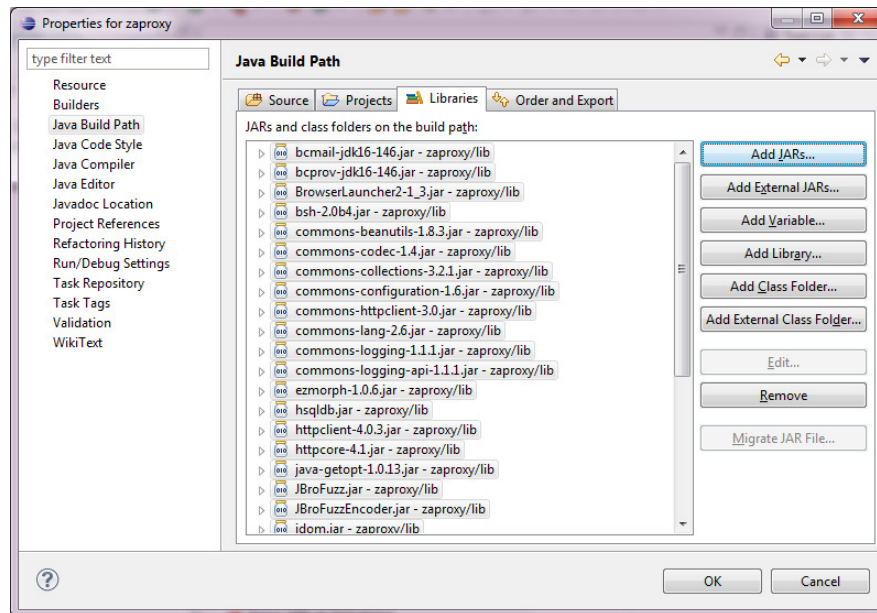 Properties for zaproxy
type filter text
Resource
Builders
Java Build Path
Java Code Style
Java Compiler
Java Editor
Javadoc Location
Project References
Refactoring History
Run/Debug Settings
Task Repository
Task Tags
Validation
WikiText
Java Build Path
Source Projects Libraries Order and Export
JARs and class folders on the build path:
bcmail-jdk16-146.jar - zaproxy/lib
bcprov-jdk16-146.jar - zaproxy/lib
BrowserLauncher2-1_3.jar - zaproxy/lib
bsh-2.0b4.jar - zaproxy/lib
commons-beanutils-1.8.3.jar - zaproxy/lib
commons-codec-1.4.jar - zaproxy/lib
commons-collections-3.2.1.jar - zaproxy/lib
commons-configuration-1.6.jar - zaproxy/lib
commons-httpclient-3.0.jar - zaproxy/lib
commons-lang-2.6.jar - zaproxy/lib
commons-logging-1.1.1.jar - zaproxy/lib
commons-logging-api-1.1.1.jar - zaproxy/lib
ezmorph-1.0.6.jar - zaproxy/lib
hsqldb.jar - zaproxy/lib
httpclient-4.0.3.jar - zaproxy/lib
httpcore-4.1.jar - zaproxy/lib
java-getopt-1.0.13.jar - zaproxy/lib
JBroFuzz.jar - zaproxy/lib
JBroFuzzEncoder.jar - zaproxy/lib
jdom.jar - zaproxy/lib
Add JARs...
Add External JARs...
Add Variable...
Add Library...
Add Class Folder...
Add External Class Folder...
Edit...
Remove
Migrate JAR File...
OK Cancel